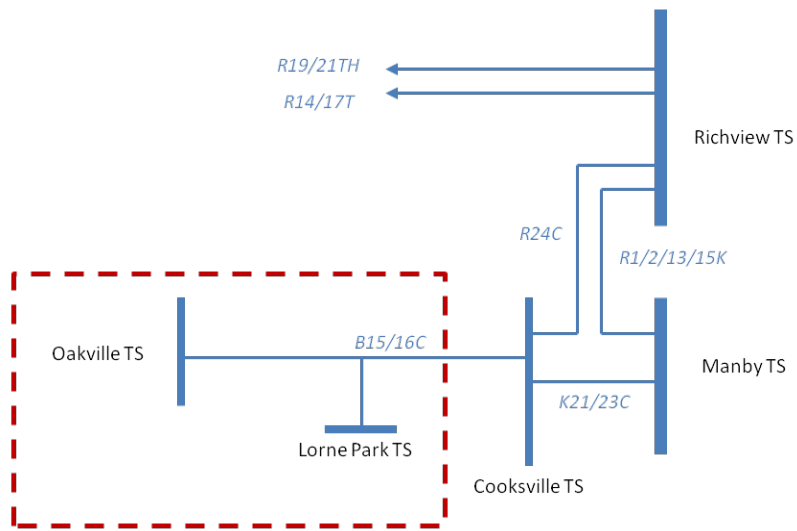 R19/21TH
R14/17T
Richview TS
R24C
R1/2/13/15K
B15/16C
Oakville TS
Manby TS
K21/23C
Lorne Park TS
Cooksville TS